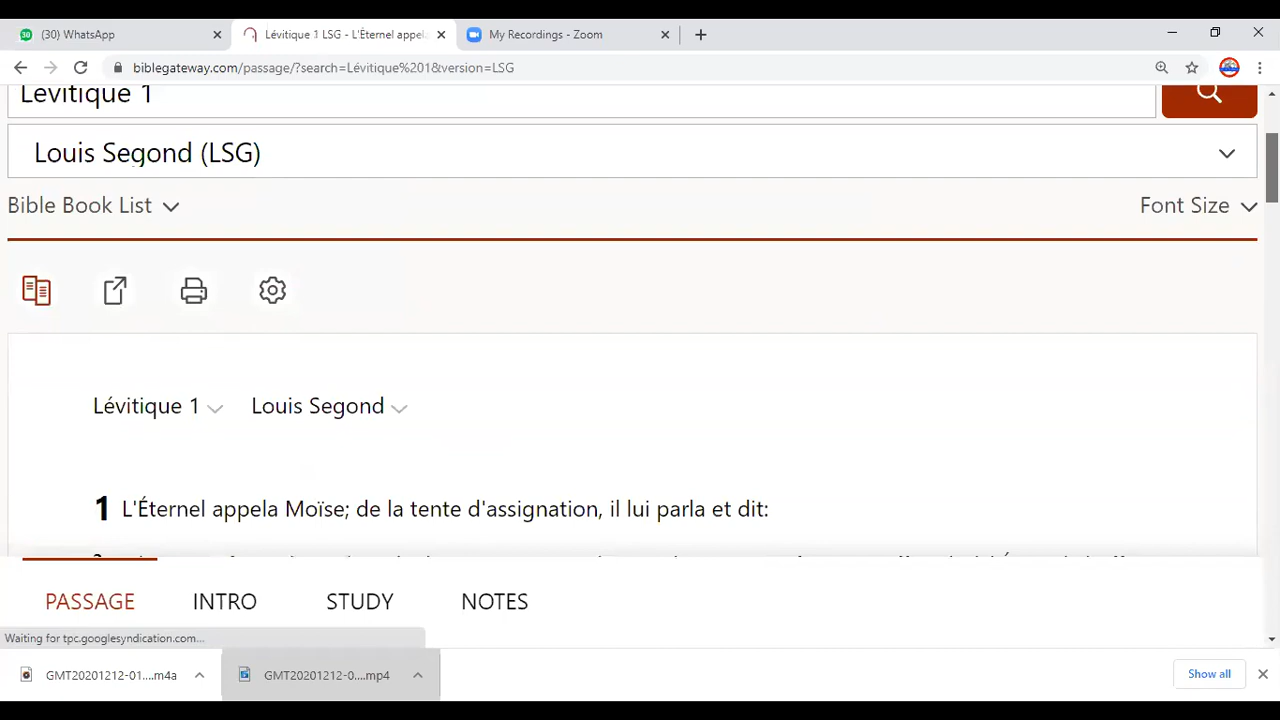 (30) WhatsApp
Lévitique 1 LSG - L'Éternel appela
My Recordings - Zoom
biblegateway.com/passage/?search=Lévitique%201&version=LSG
Lévitique 1
Louis Segond (LSG)
Bible Book List
Font Size
Lévitique 1
Louis Segond
1 L'Éternel appela Moïse; de la tente d'assignation, il lui parla et dit:
2
PASSAGE
INTRO
STUDY
NOTES
Waiting for tpc.googlesyndication.com...
GMT20201212-01....m4a
GMT20201212-0....mp4
Show all